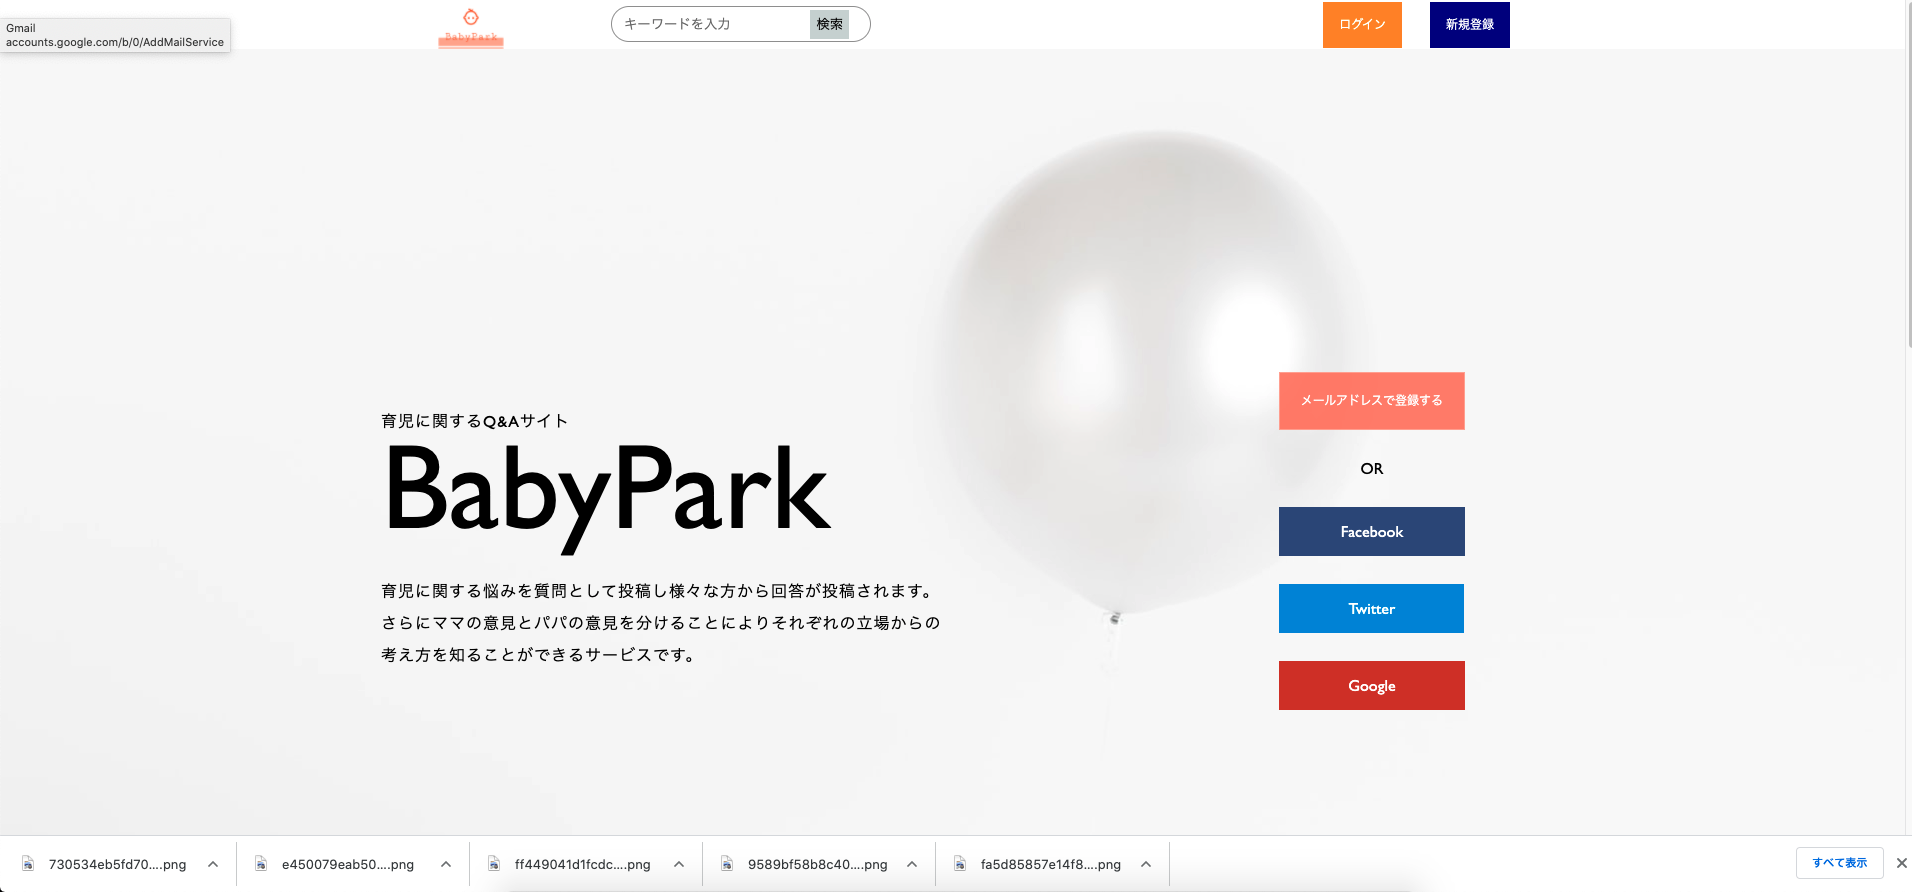 Gmail
accounts.google.com/b/0/AddMailService
BabyPark
キーワードを入力
検索
ログイン
新規登録
育児に関するQ&Aサイト
BabyPark
育児に関する悩みを質問として投稿し様々な方から回答が投稿されます。
さらにママの意見とパパの意見を分けることによりそれぞれの立場からの
考え方を知ることができるサービスです。
メールアドレスで登録する
OR
Facebook
Twitter
Google
730534eb5fd70....png
e450079eab50....png
ff449041d1fcdc....png
9589bf58b8c40....png
fa5d85857e14f8....png
すべて表示